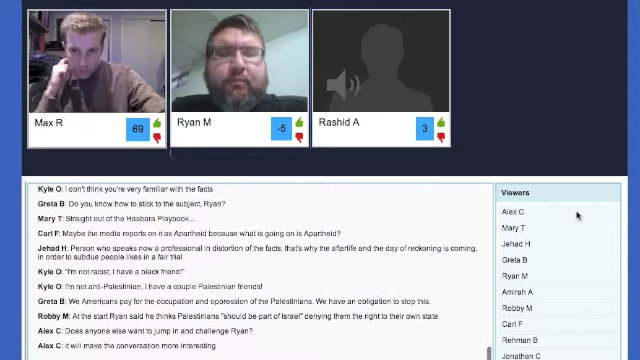 Max R
69
Ryan M
-5
Rashid A
3
Kyle O: I don't think you're very familiar with the facts
Greta B: Do you know how to stick to the subject, Ryan?
Mary T: Straight out of the Hasbara Playbook...
Carl F: Maybe the media reports on it as Apartheid because what is going on is Apartheid?
Jehad H: Person who speaks now a professional in distortion of the facts, that's why the afterlife and the day of reckoning is coming,
in order to subdue people likes in a fair trial
Kyle O: "I'm not racist, I have a black friend!"
Kyle O: I'm not anti-Palestinian, I have a couple Palestinian friends!
Greta B: We Americans pay for the occupation and oppression of the Palestinians. We have an obligation to stop this.
Robby M: At the start Ryan said he thinks Palestinians "should be part of Israel" denying them the right to their own state
Alex C: Does anyone else want to jump in and challenge Ryan?
Alex C: It will make the conversation more interesting
Viewers
Alex C
Mary T
Jehad H
Greta B
Ryan M
Amirah A
Robby M
Carl F
Rehman B
Jonathan C